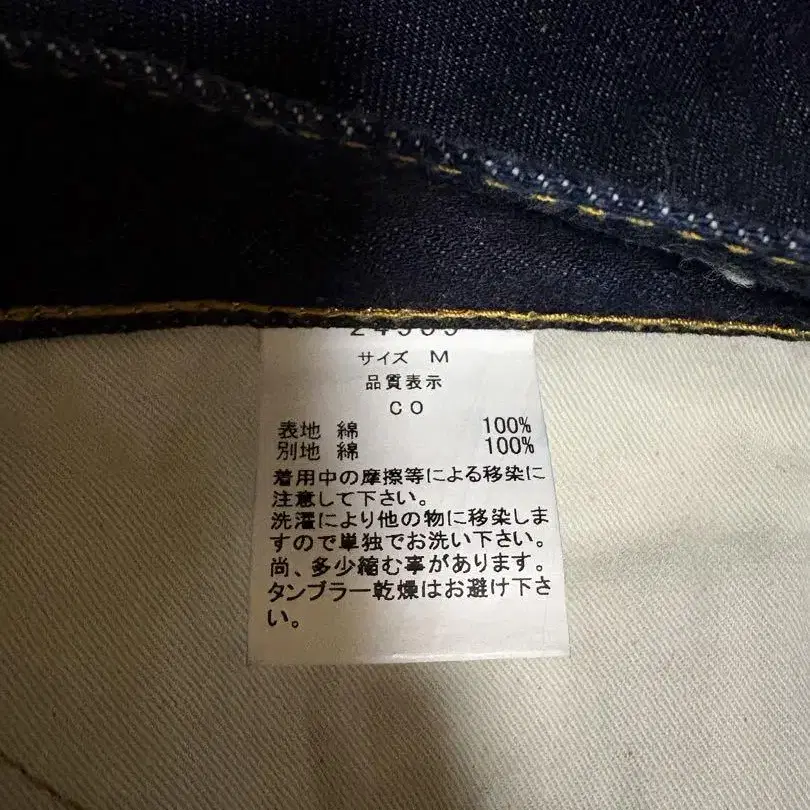 サイズ M
品質表示
CO
表地 綿 100%
別地 綿 100%
着用中の摩擦等による移染に
注意して下さい。
洗濯により他の物に移染しま
すので単独でお洗い下さい。
尚、多少縮む事があります。
タンブラー乾燥はお避け下さ
い。